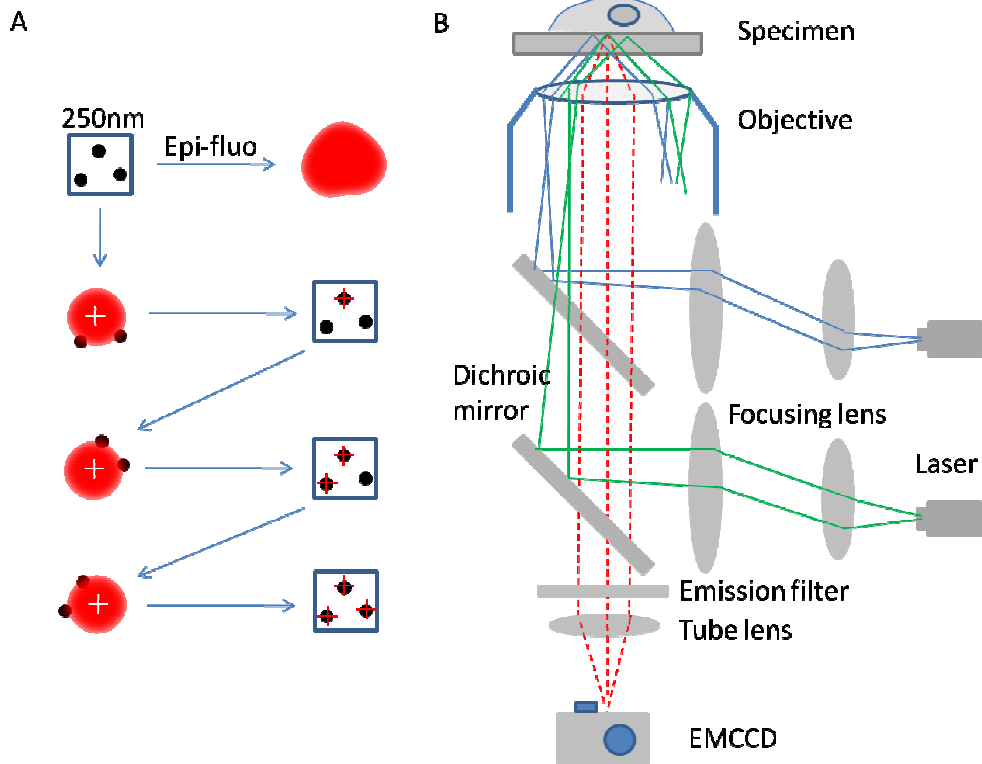 A
250nm
Epi-fluo
B
Specimen
Objective
Dichroic
mirror
Focusing lens
Laser
Emission filter
Tube lens
EMCCD